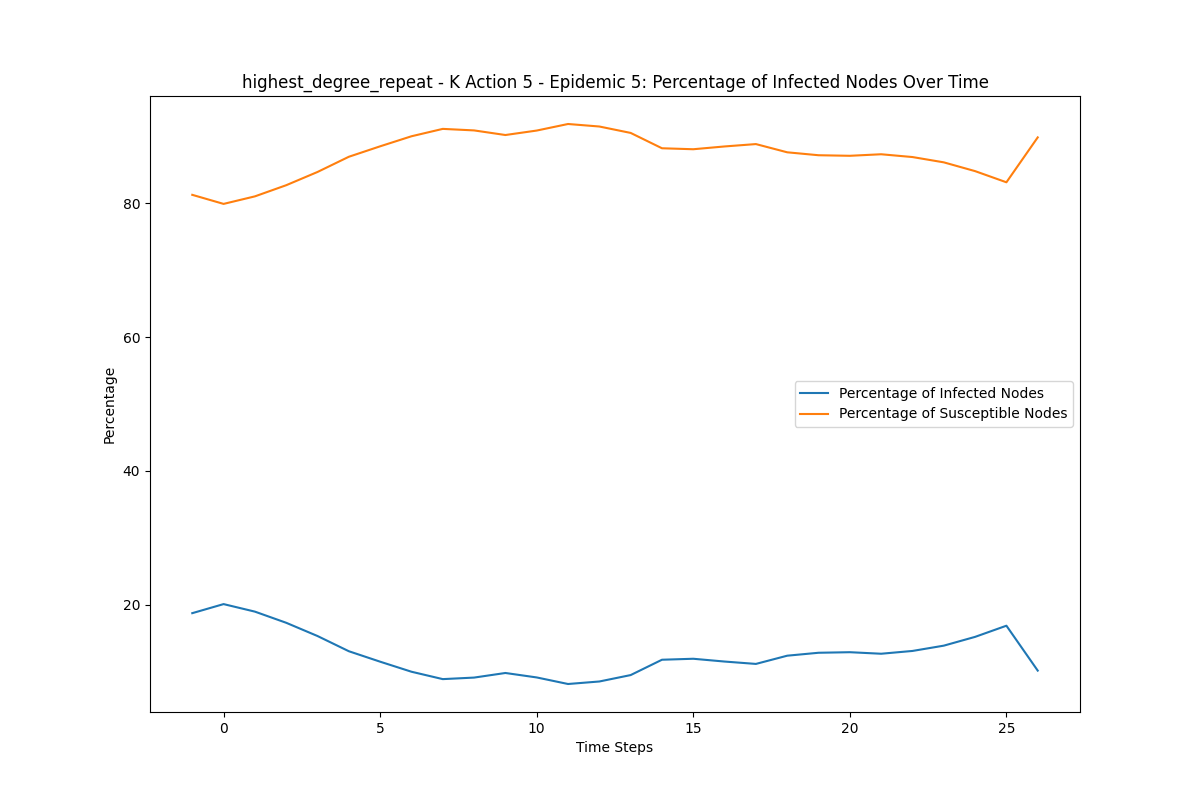 highest_degree_repeat - K Action 5 - Epidemic 5: Percentage of Infected Nodes Over Time
80
60
40
20
Percentage
Percentage of Infected Nodes
Percentage of Susceptible Nodes
0 5 10 15 20 25
Time Steps